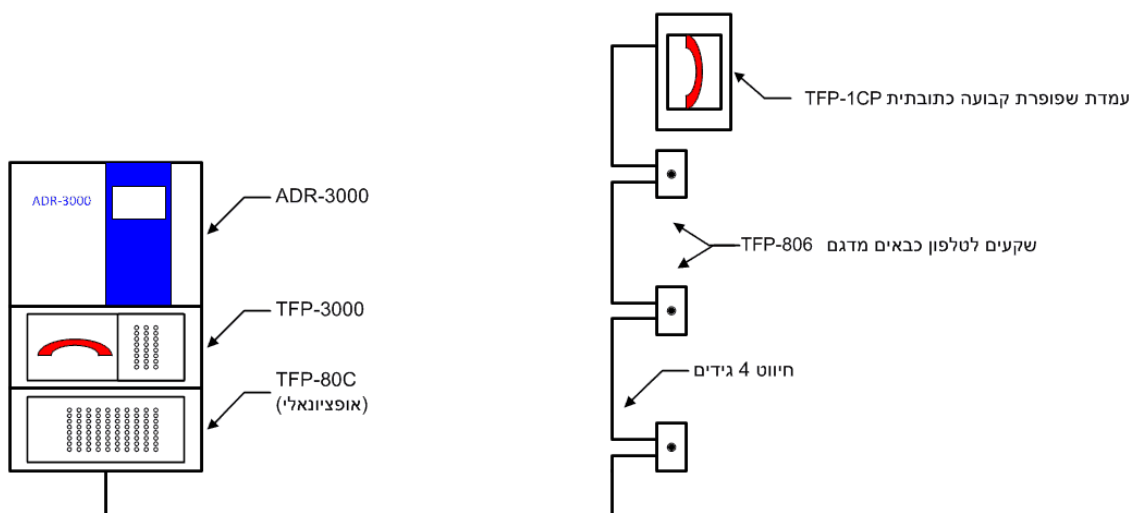 עמדת שפופרת קבועה כתובתית TFP-1CP
ADR-3000
ADR-3000
שקעים לטלפון כבאים מדגם TFP-806
TFP-3000
חיווט 4 גידים
TFP-80C
(אופציונאלי)